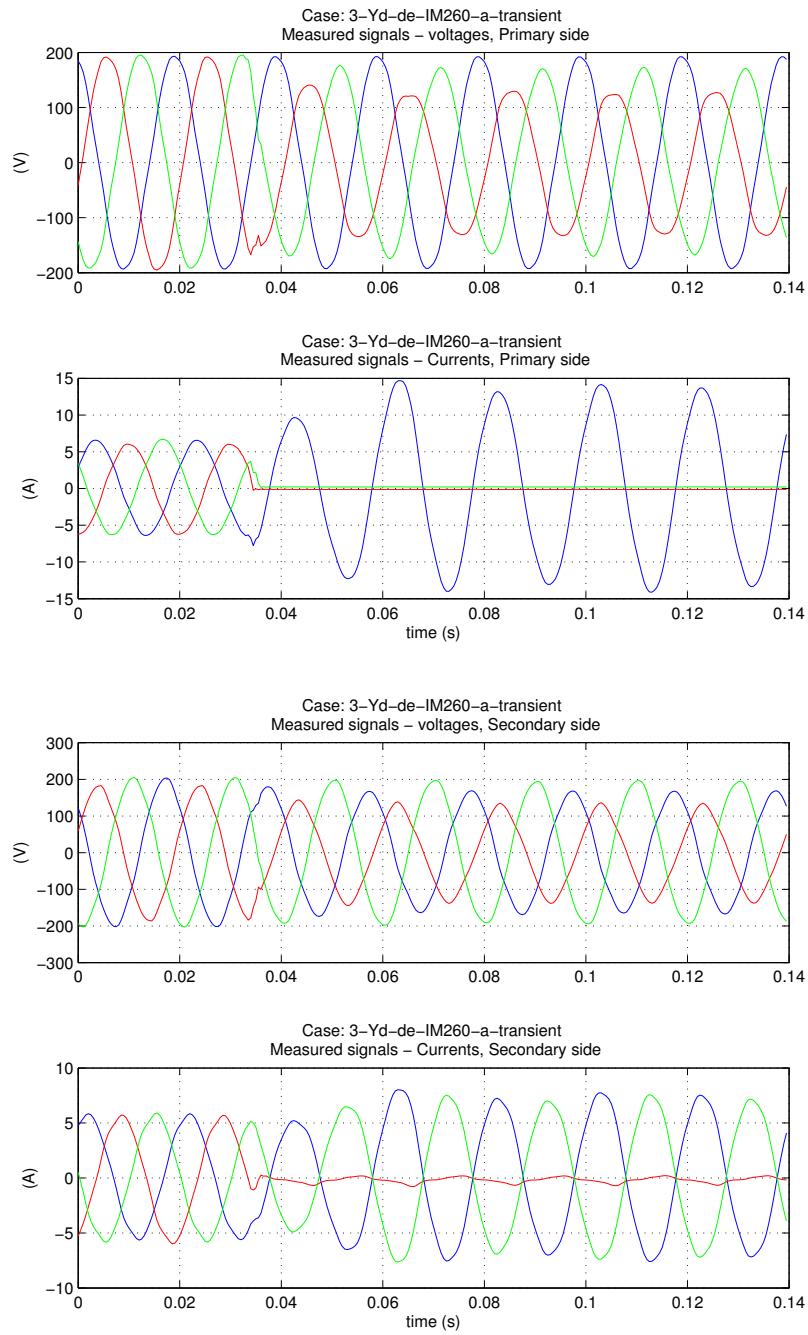 Case: 3−Yd−de−IM260−a−transient
Measured signals − voltages, Primary side
200
100
0
−100
−200
(V)
0 0.02 0.04 0.06 0.08 0.1 0.12 0.14
Case: 3−Yd−de−IM260−a−transient
Measured signals − Currents, Primary side
15
10
5
0
−5
−10
−15
(A)
0 0.02 0.04 0.06 0.08 0.1 0.12 0.14
time (s)
Case: 3−Yd−de−IM260−a−transient
Measured signals − voltages, Secondary side
300
200
100
0
−100
−200
−300
(V)
0 0.02 0.04 0.06 0.08 0.1 0.12 0.14
Case: 3−Yd−de−IM260−a−transient
Measured signals − Currents, Secondary side
10
5
0
−5
−10
(A)
0 0.02 0.04 0.06 0.08 0.1 0.12 0.14
time (s)